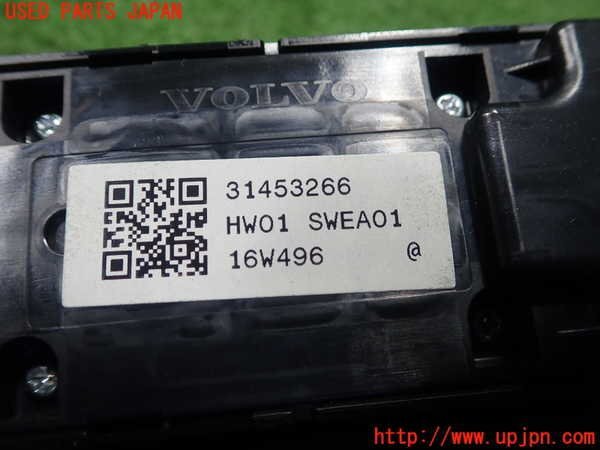 USED PARTS JAPAN
VOLVO
31453266
HW01 SWEA01
16W496 @
http://www.upjpn.com/